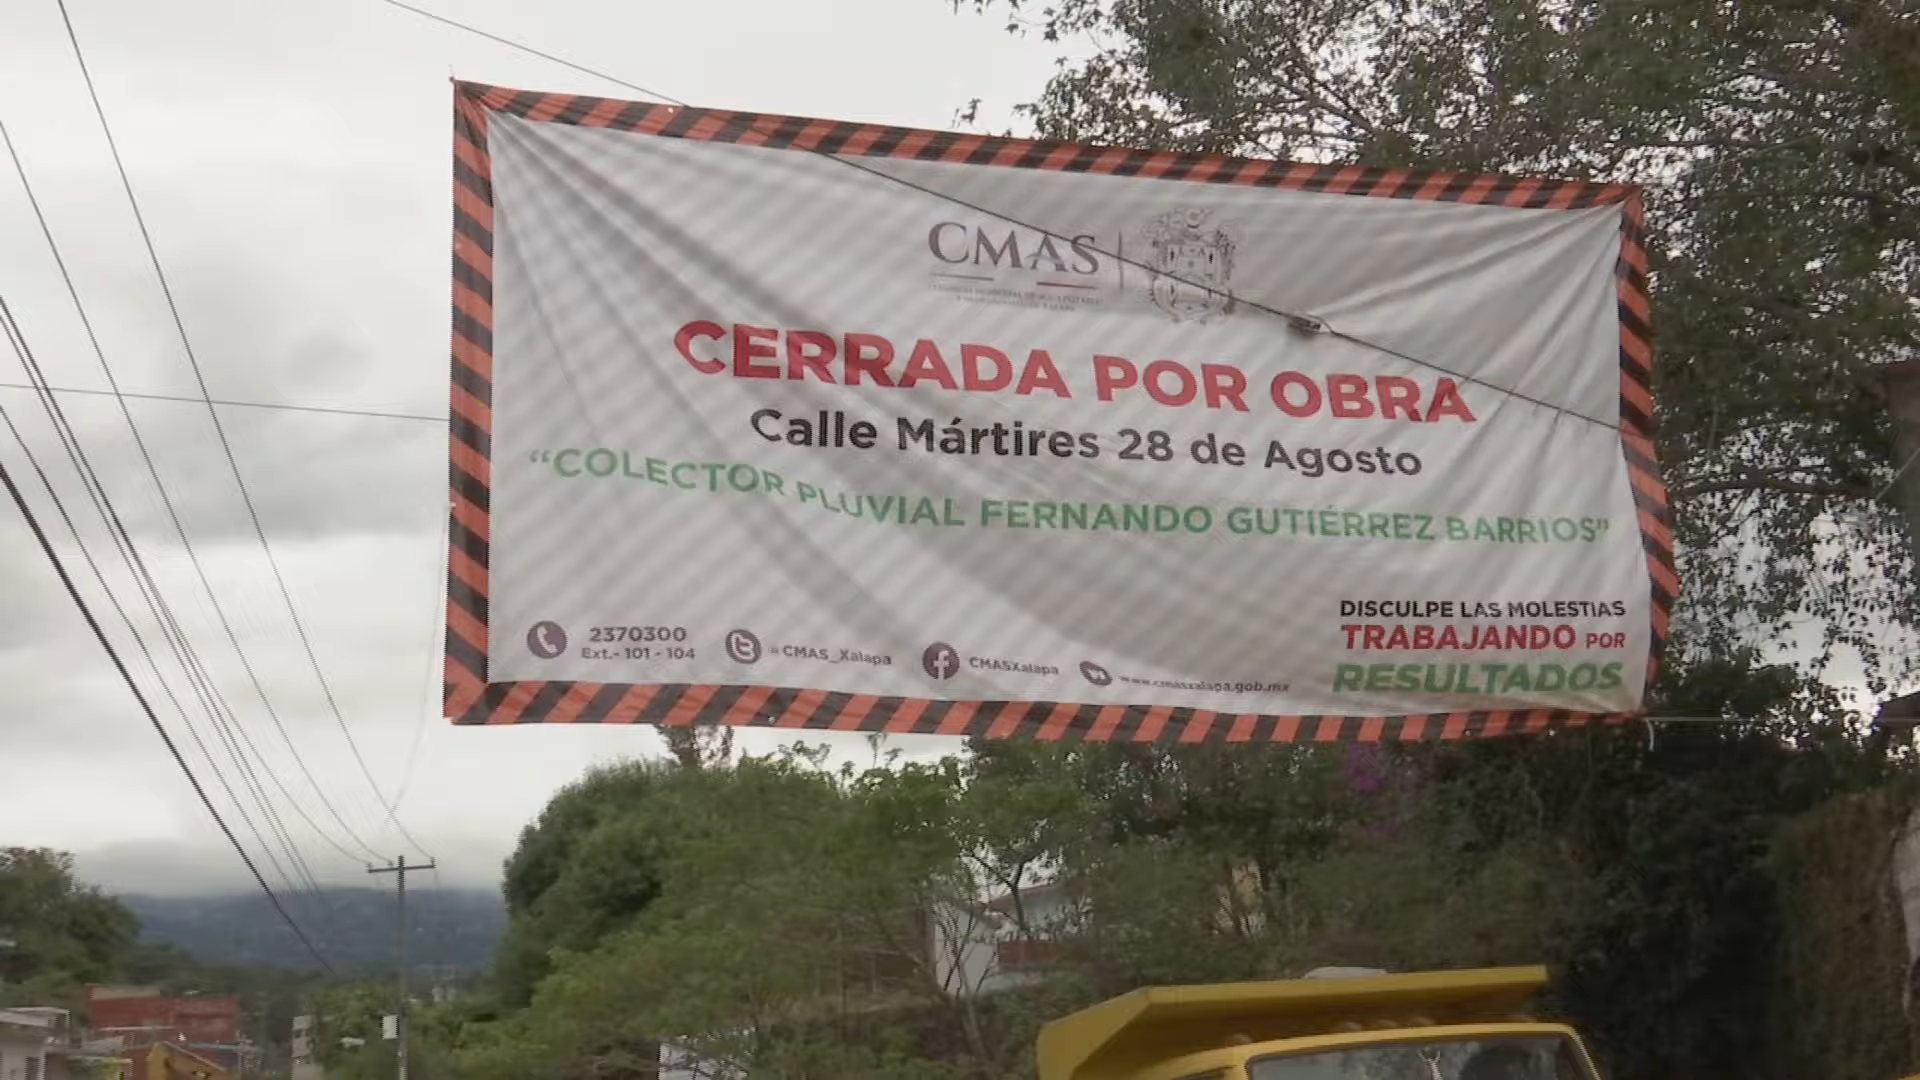 CMAS
CERRADA POR OBRA
Calle Mártires 28 de Agosto
“COLECTOR PLUVIAL FERNANDO GUTIÉRREZ BARRIOS”
DISCULPE LAS MOLESTIAS
TRABAJANDO POR
RESULTADOS
2370300
Ext.- 101 - 104
@CMAS_Xalapa
CMASXalapa
www.cmasxalapa.gob.mx